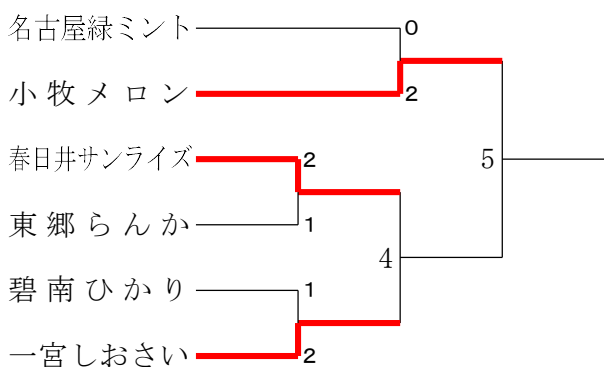 名古屋緑ミント 0
小牧メロン 2
春日井サンライズ 2
5
東郷らんか 1
4
碧南ひかり 1
一宮しおさい 2